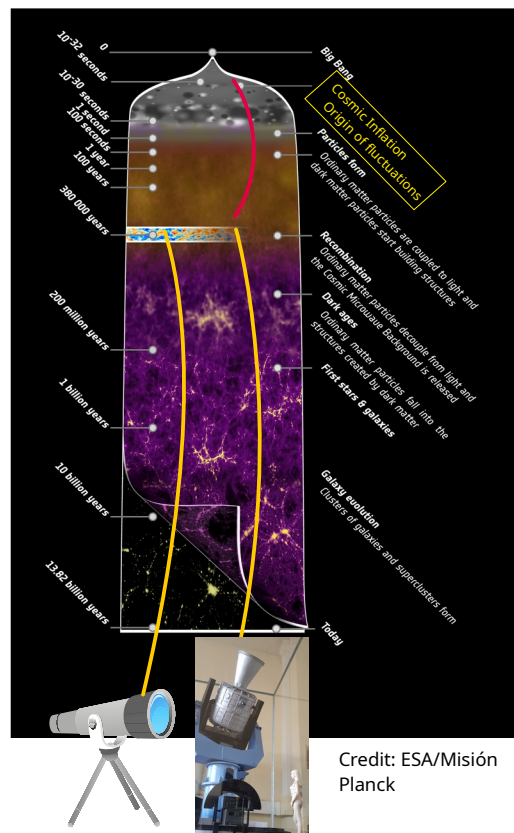 0
10-32 seconds
10-30 seconds
1 second
100 seconds
1 year
100 years
380 000 years
200 million years
1 billion years
10 billion years
13.82 billion years
Big Bang
Cosmic Inflation
Origin of fluctuations
Particles form
Ordinary matter particles are coupled to light and
dark matter particles start building structures
Recombination
Ordinary matter particles decouple from light and
the Cosmic Microwave Background is released
Dark ages
Ordinary matter particles fall into the
structures created by dark matter
First stars & galaxies
Galaxy evolution
Clusters of galaxies and superclusters form
Today
Credit: ESA/Misión
Planck